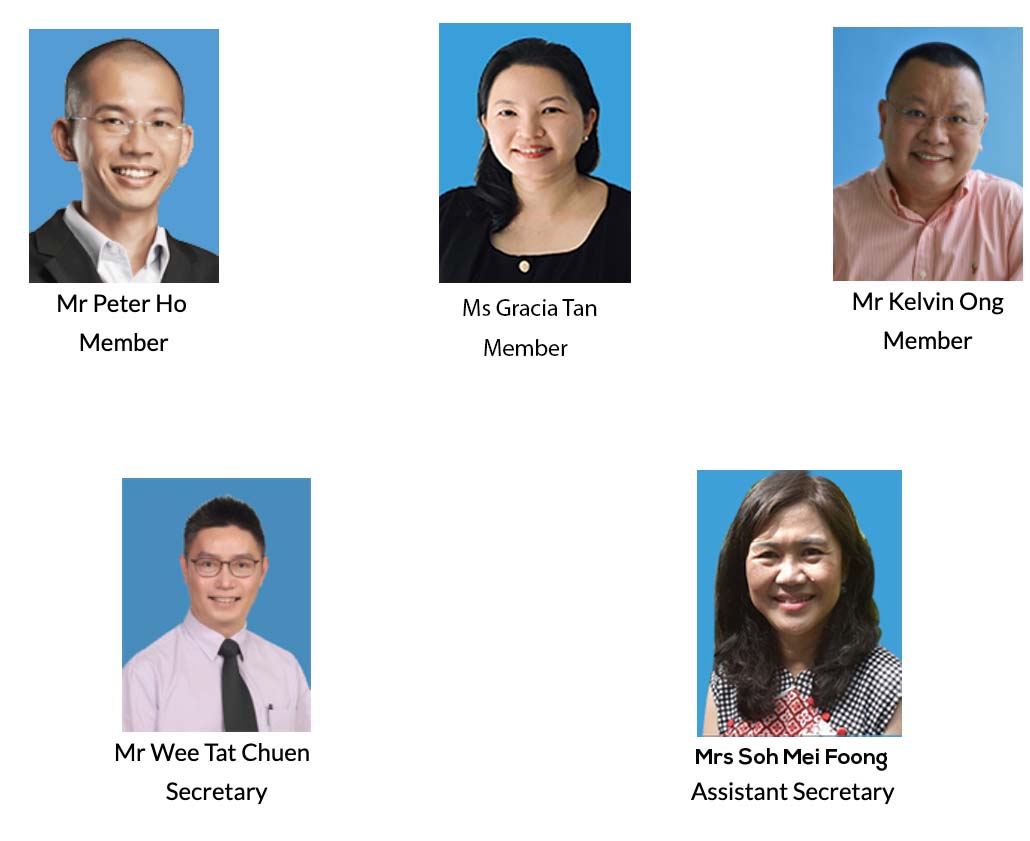 Mr Peter Ho
Member
Ms Gracia Tan
Member
Mr Kelvin Ong
Member
Mr Wee Tat Chuen
Secretary
Mrs Soh Mei Foong
Assistant Secretary